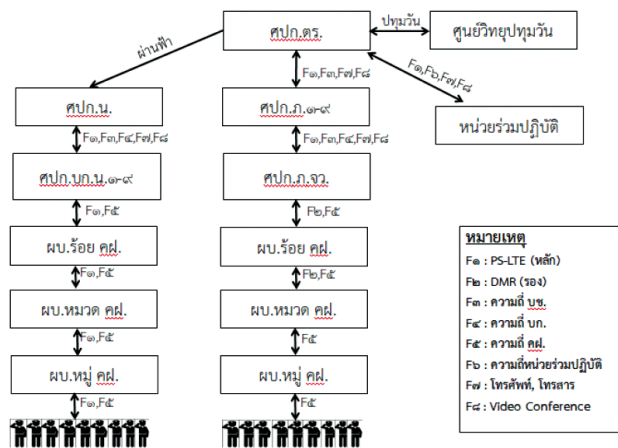 ศปก.ตร.
ปทุมวัน
ศูนย์วิทยุปทุมวัน
ผ่านฟ้า
F๑,F๓,F๗,F๘
F๑,F๖,F๗,F๘
ศปก.น.
ศปก.ภ.๑-๙
หน่วยร่วมปฏิบัติ
F๑,F๓,F๔,F๗,F๘
F๑,F๓,F๔,F๗,F๘
ศปก.บก.น.๑-๙
ศปก.ภ.จว.
F๑,F๕
F๒,F๕
ผบ.ร้อย คฝ.
ผบ.ร้อย คฝ.
F๑,F๕
F๒,F๕
ผบ.หมวด คฝ.
ผบ.หมวด คฝ.
F๑,F๕
F๕
ผบ.หมู่ คฝ.
ผบ.หมู่ คฝ.
F๑,F๕
F๕
หมายเหตุ
F๑ : PS-LTE (หลัก)
F๒ : DMR (รอง)
F๓ : ความถี่ บช.
F๔ : ความถี่ บก.
F๕ : ความถี่ คฝ.
F๖ : ความถี่หน่วยร่วมปฏิบัติ
F๗ : โทรศัพท์, โทรสาร
F๘ : Video Conference